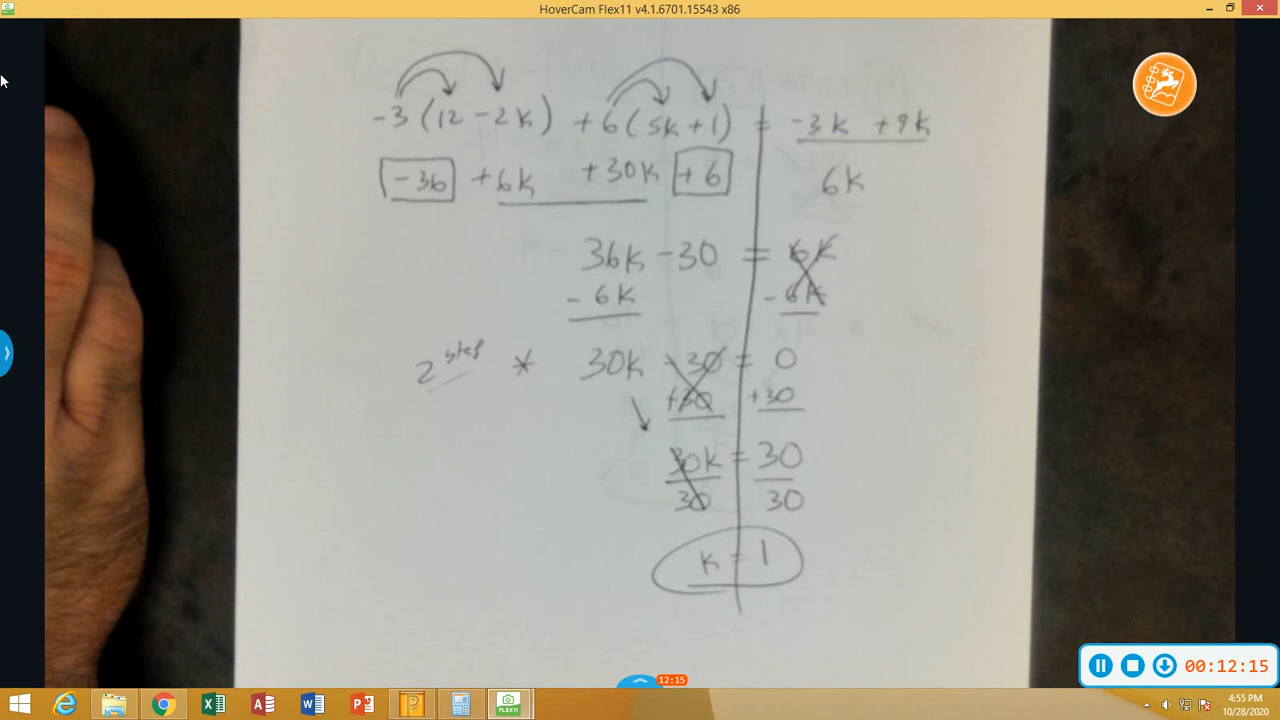 HoverCam Flex11 v4.1.6701.15543 x86
-3(12 -2k) + 6(5k+1) = -3k +9k
-36 +6k +30k +6 6k
36k -30 = 6k
- 6k -6k
2 step * 30k - 30 = 0
+30 +30
30k = 30
30 30
k = 1
00:12:15
12:15
FLEX11
4:55 PM
10/28/2020